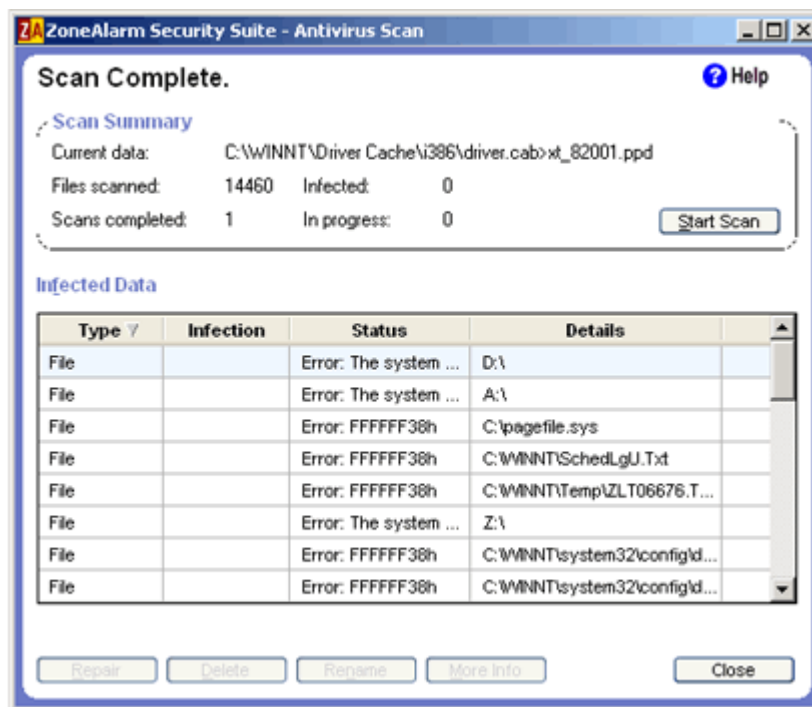 ZA ZoneAlarm Security Suite - Antivirus Scan
Scan Complete.
? Help
Scan Summary
Current data: C:\WINNT\Driver Cache\i386\driver.cab>xt_82001.ppd
Files scanned: 14460 Infected: 0
Scans completed: 1 In progress: 0
Start Scan
Infected Data
Type Infection Status Details
File Error: The system ... D:\
File Error: The system ... A:\
File Error: FFFFFF38h C:\pagefile.sys
File Error: FFFFFF38h C:\WINNT\SchedLgU.Txt
File Error: FFFFFF38h C:\WINNT\Temp\ZLT06676.T...
File Error: The system ... Z:\
File Error: FFFFFF38h C:\WINNT\system32\config\d...
File Error: FFFFFF38h C:\WINNT\system32\config\d...
Repair Delete Rename More Info Close